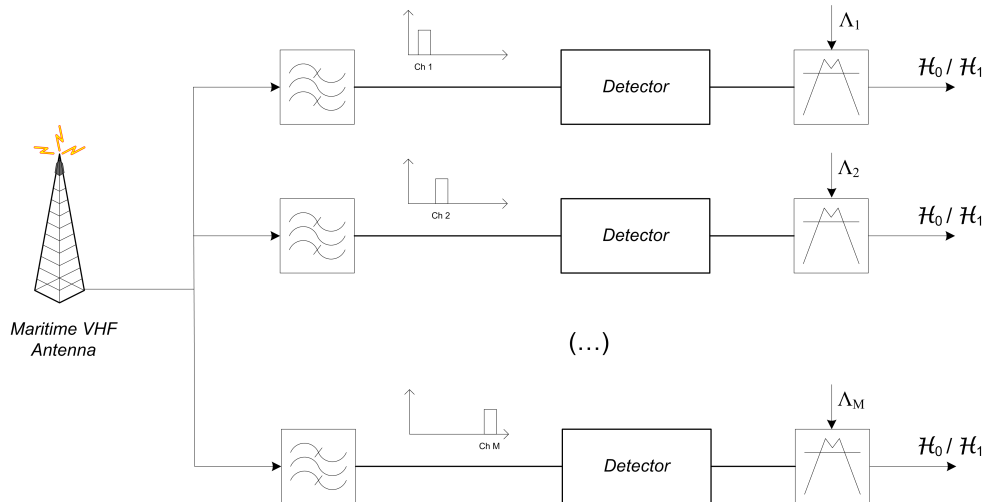 Λ1
Ch 1
Detector
H0 / H1
Λ2
Ch 2
Detector
H0 / H1
Maritime VHF
Antenna
(...)
ΛM
Ch M
Detector
H0 / H1